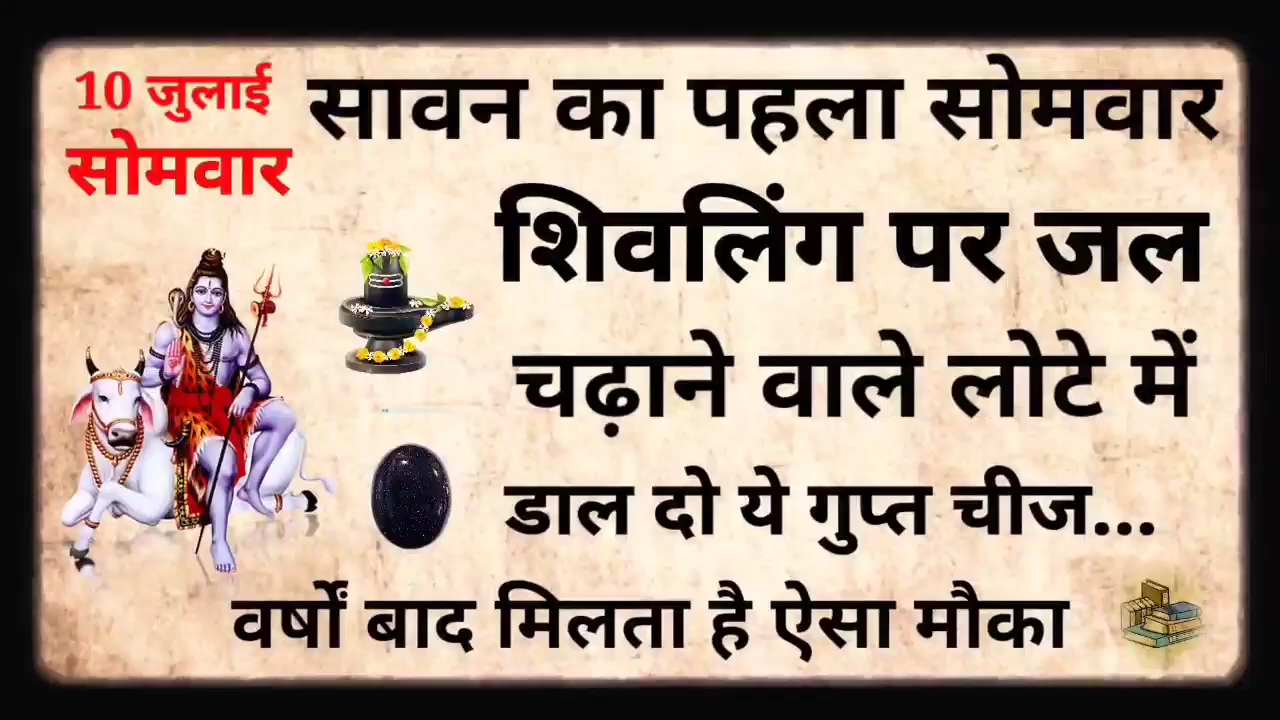 10 जुलाई
सोमवार
सावन का पहला सोमवार
शिवलिंग पर जल
चढ़ाने वाले लोटे में
डाल दो ये गुप्त चीज...
वर्षों बाद मिलता है ऐसा मौका